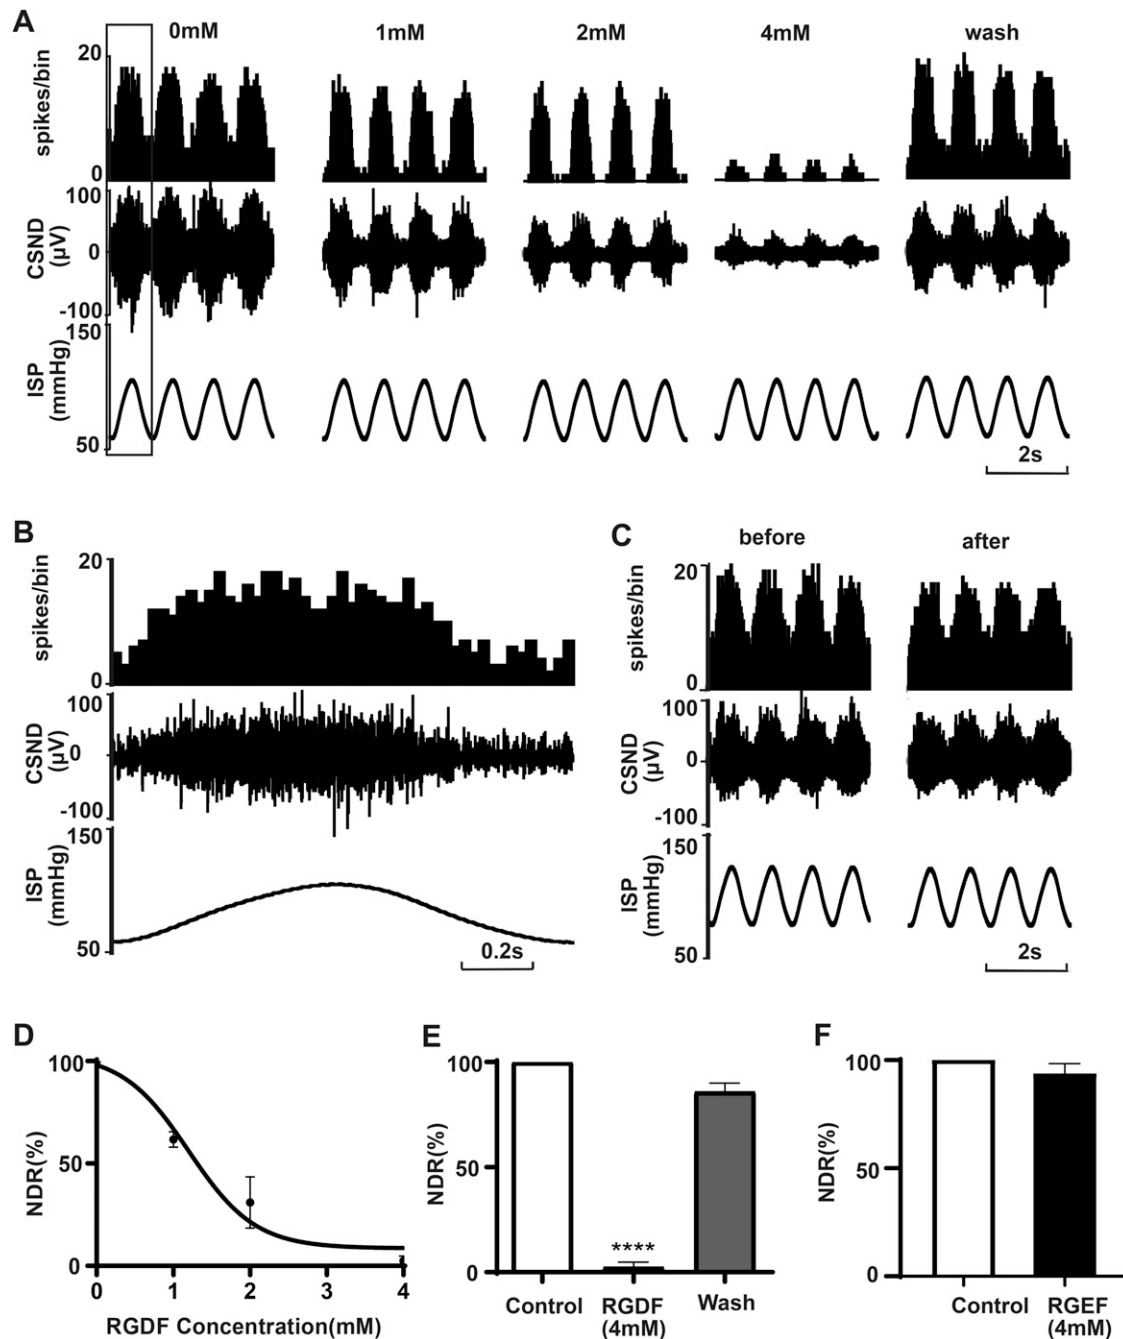 A
0mM 1mM 2mM 4mM wash
20
spikes/bin
0
100
CSND
(µV)
0
-100
150
ISP
(mmHg)
50
2s
B
20
spikes/bin
0
100
CSND
(µV)
0
-100
150
ISP
(mmHg)
50
0.2s
C
before after
20
spikes/bin
0
100
CSND
(µV)
0
-100
150
ISP
(mmHg)
50
2s
D
100
NDR(%)
50
0
0 1 2 3 4
RGDF Concentration(mM)
E
100
NDR(%)
50
0
****
Control RGDF Wash
(4mM)
F
100
NDR(%)
50
0
Control RGEF
(4mM)